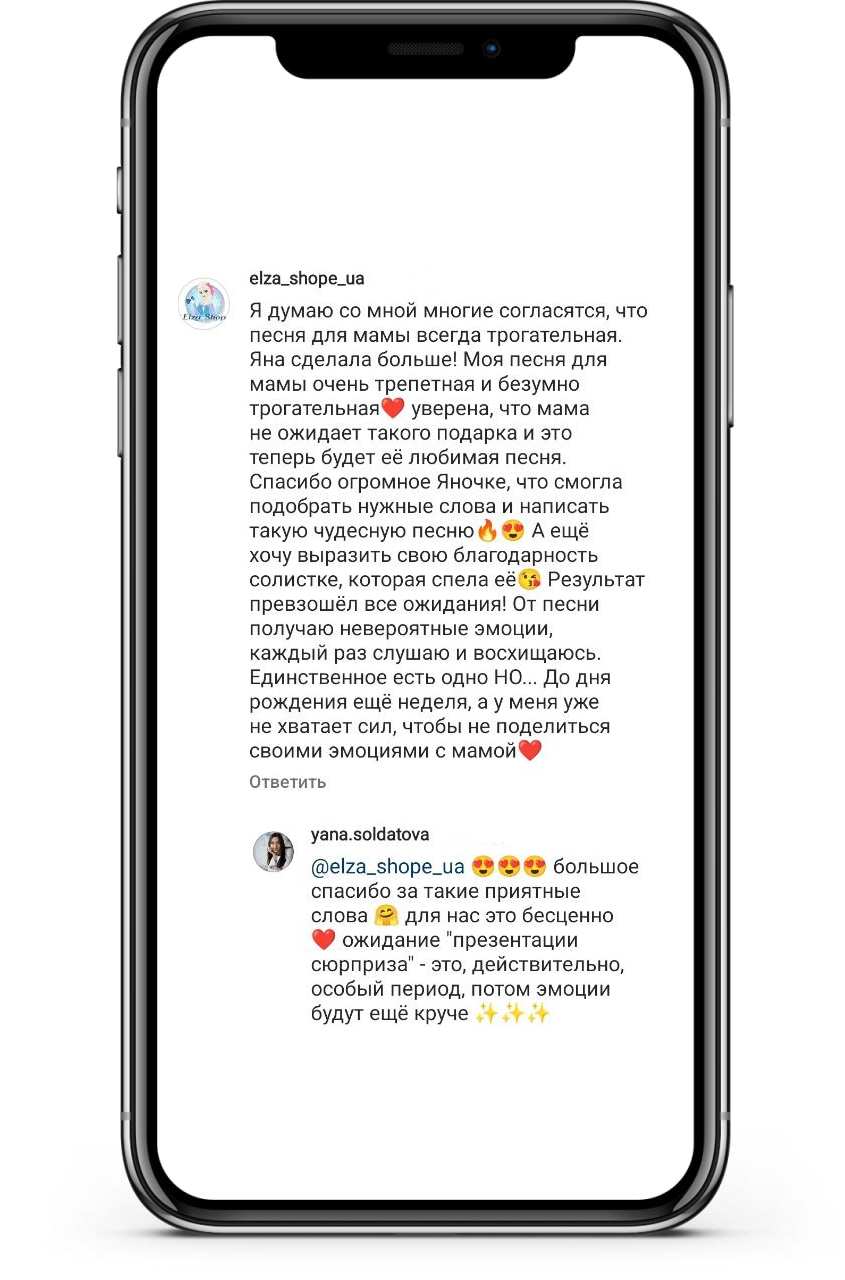 elza_shope_ua
Elza Shop
Я думаю со мной многие согласятся, что
песня для мамы всегда трогательная.
Яна сделала больше! Моя песня для
мамы очень трепетная и безумно
трогательная❤️ уверена, что мама
не ожидает такого подарка и это
теперь будет её любимая песня.
Спасибо огромное Яночке, что смогла
подобрать нужные слова и написать
такую чудесную песню🔥😍 А ещё
хочу выразить свою благодарность
солистке, которая спела её😘 Результат
превзошёл все ожидания! От песни
получаю невероятные эмоции,
каждый раз слушаю и восхищаюсь.
Единственное есть одно НО... До дня
рождения ещё неделя, а у меня уже
не хватает сил, чтобы не поделиться
своими эмоциями с мамой❤️
Ответить
yana.soldatova
@elza_shope_ua 😍😍😍 большое
спасибо за такие приятные
слова 🤗 для нас это бесценно
❤️ ожидание "презентации
сюрприза" - это, действительно,
особый период, потом эмоции
будут ещё круче ✨✨✨